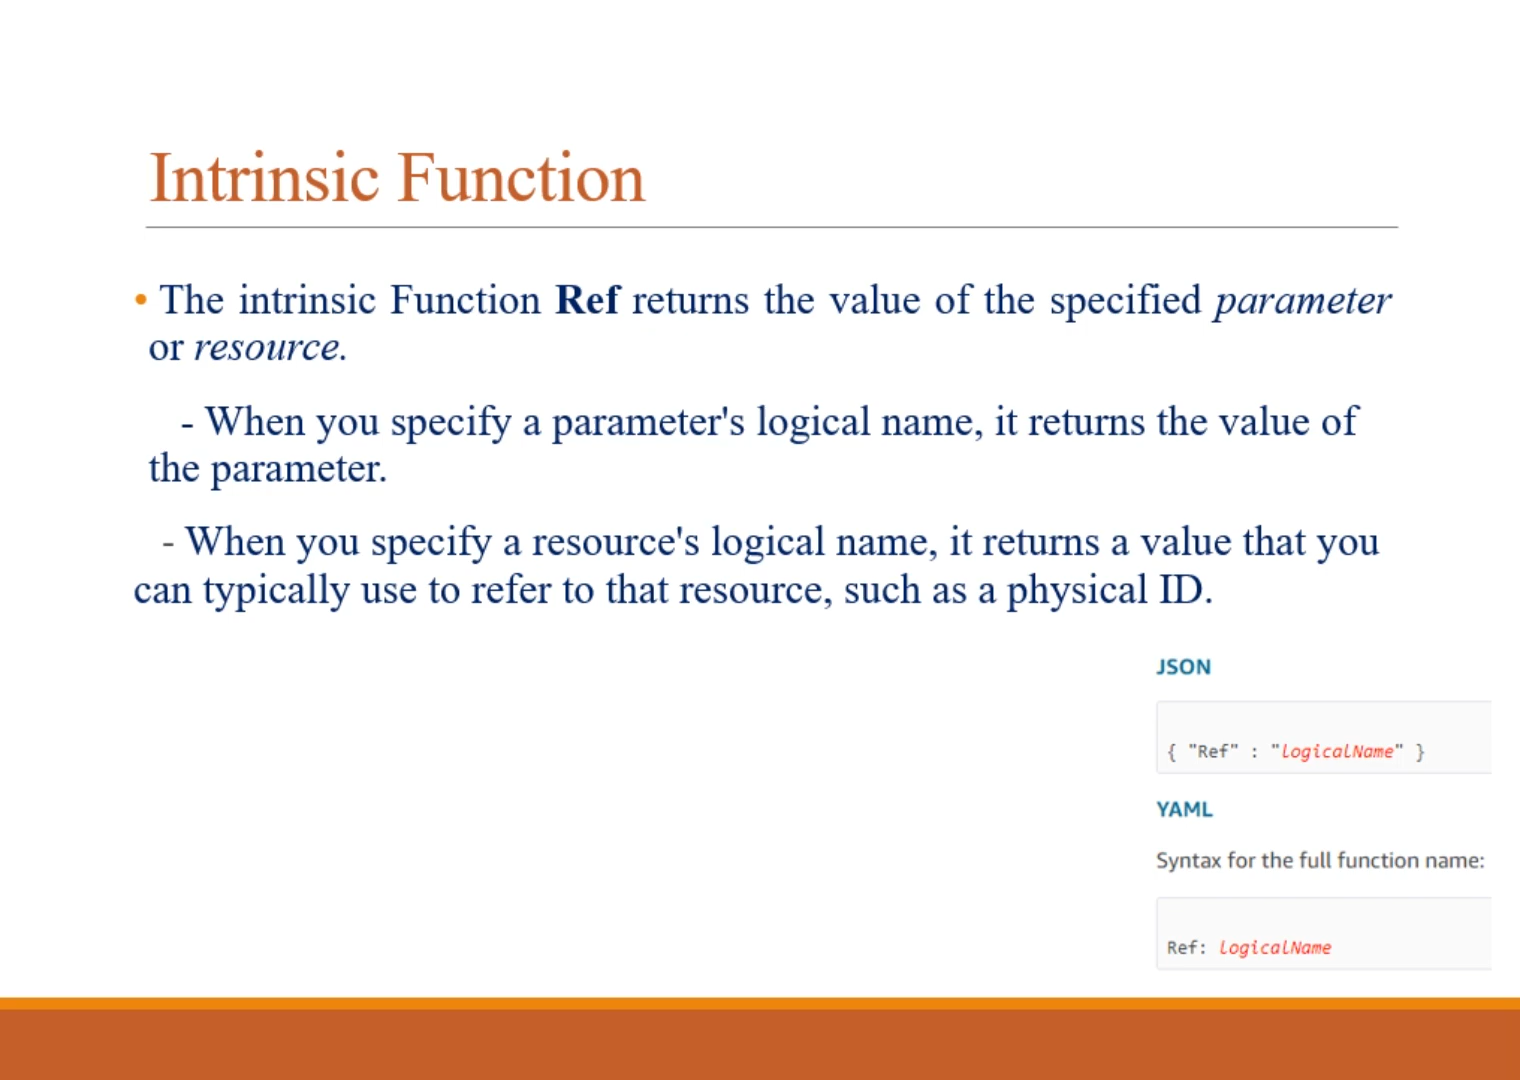 Intrinsic Function
• The intrinsic Function Ref returns the value of the specified parameter
or resource.
- When you specify a parameter's logical name, it returns the value of
the parameter.
- When you specify a resource's logical name, it returns a value that you
can typically use to refer to that resource, such as a physical ID.
JSON
{ "Ref" : "logicalName" }
YAML
Syntax for the full function name:
Ref: logicalName